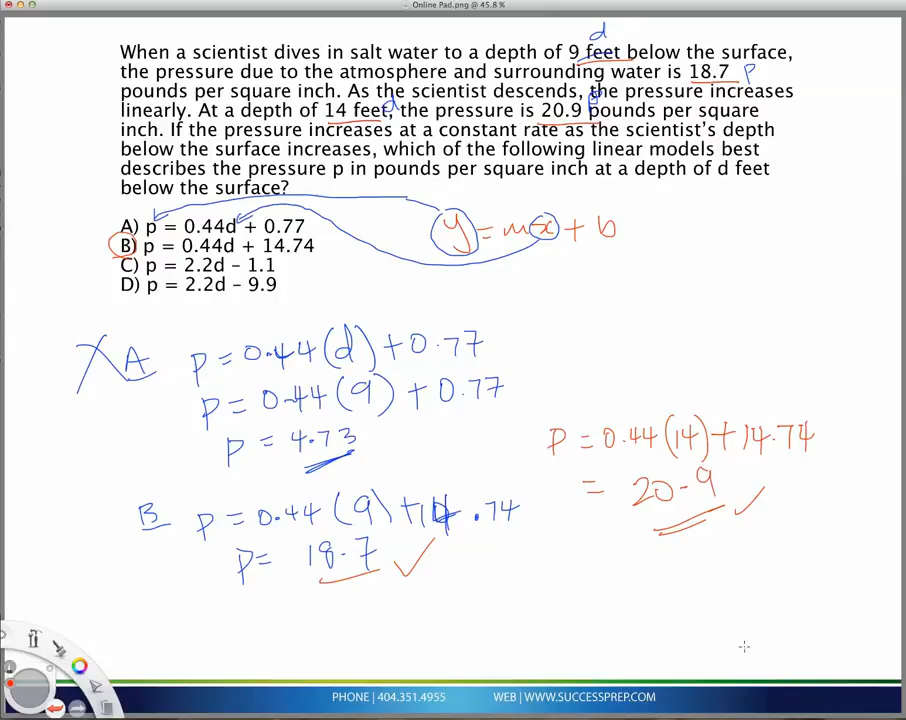 Online Pad.png @ 45.8 %
d
When a scientist dives in salt water to a depth of 9 feet below the surface,
the pressure due to the atmosphere and surrounding water is 18.7 p
pounds per square inch. As the scientist descends, the pressure increases
linearly. At a depth of 14 feet, d the pressure is 20.9 p pounds per square
inch. If the pressure increases at a constant rate as the scientist's depth
below the surface increases, which of the following linear models best
describes the pressure p in pounds per square inch at a depth of d feet
below the surface?
A) p = 0.44d + 0.77
B) p = 0.44d + 14.74
C) p = 2.2d – 1.1
D) p = 2.2d – 9.9
y = mx + b
A p = 0.44(d) + 0.77
p = 0.44(9) + 0.77
p = 4.73
B p = 0.44(9) + 14.74
p = 18.7 ✓
P = 0.44(14) + 14.74
= 20.9 ✓
PHONE | 404.351.4955 WEB | WWW.SUCCESSPREP.COM